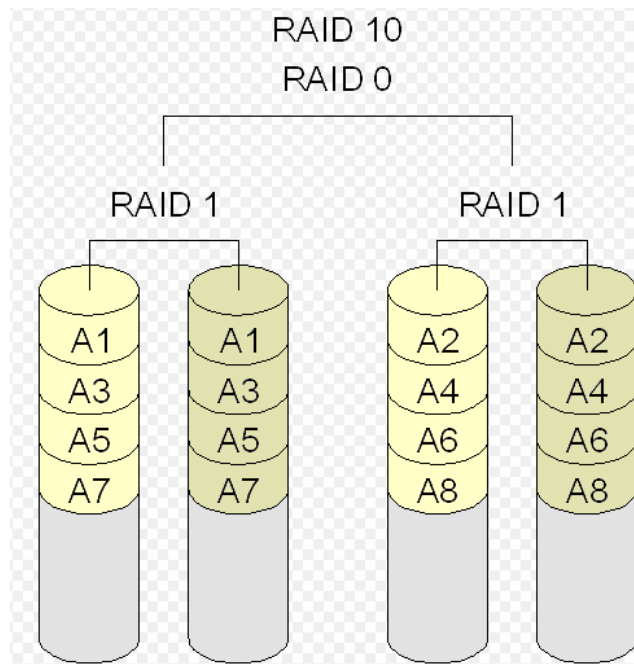 RAID 10
RAID 0
RAID 1 RAID 1
A1 A1 A2 A2
A3 A3 A4 A4
A5 A5 A6 A6
A7 A7 A8 A8